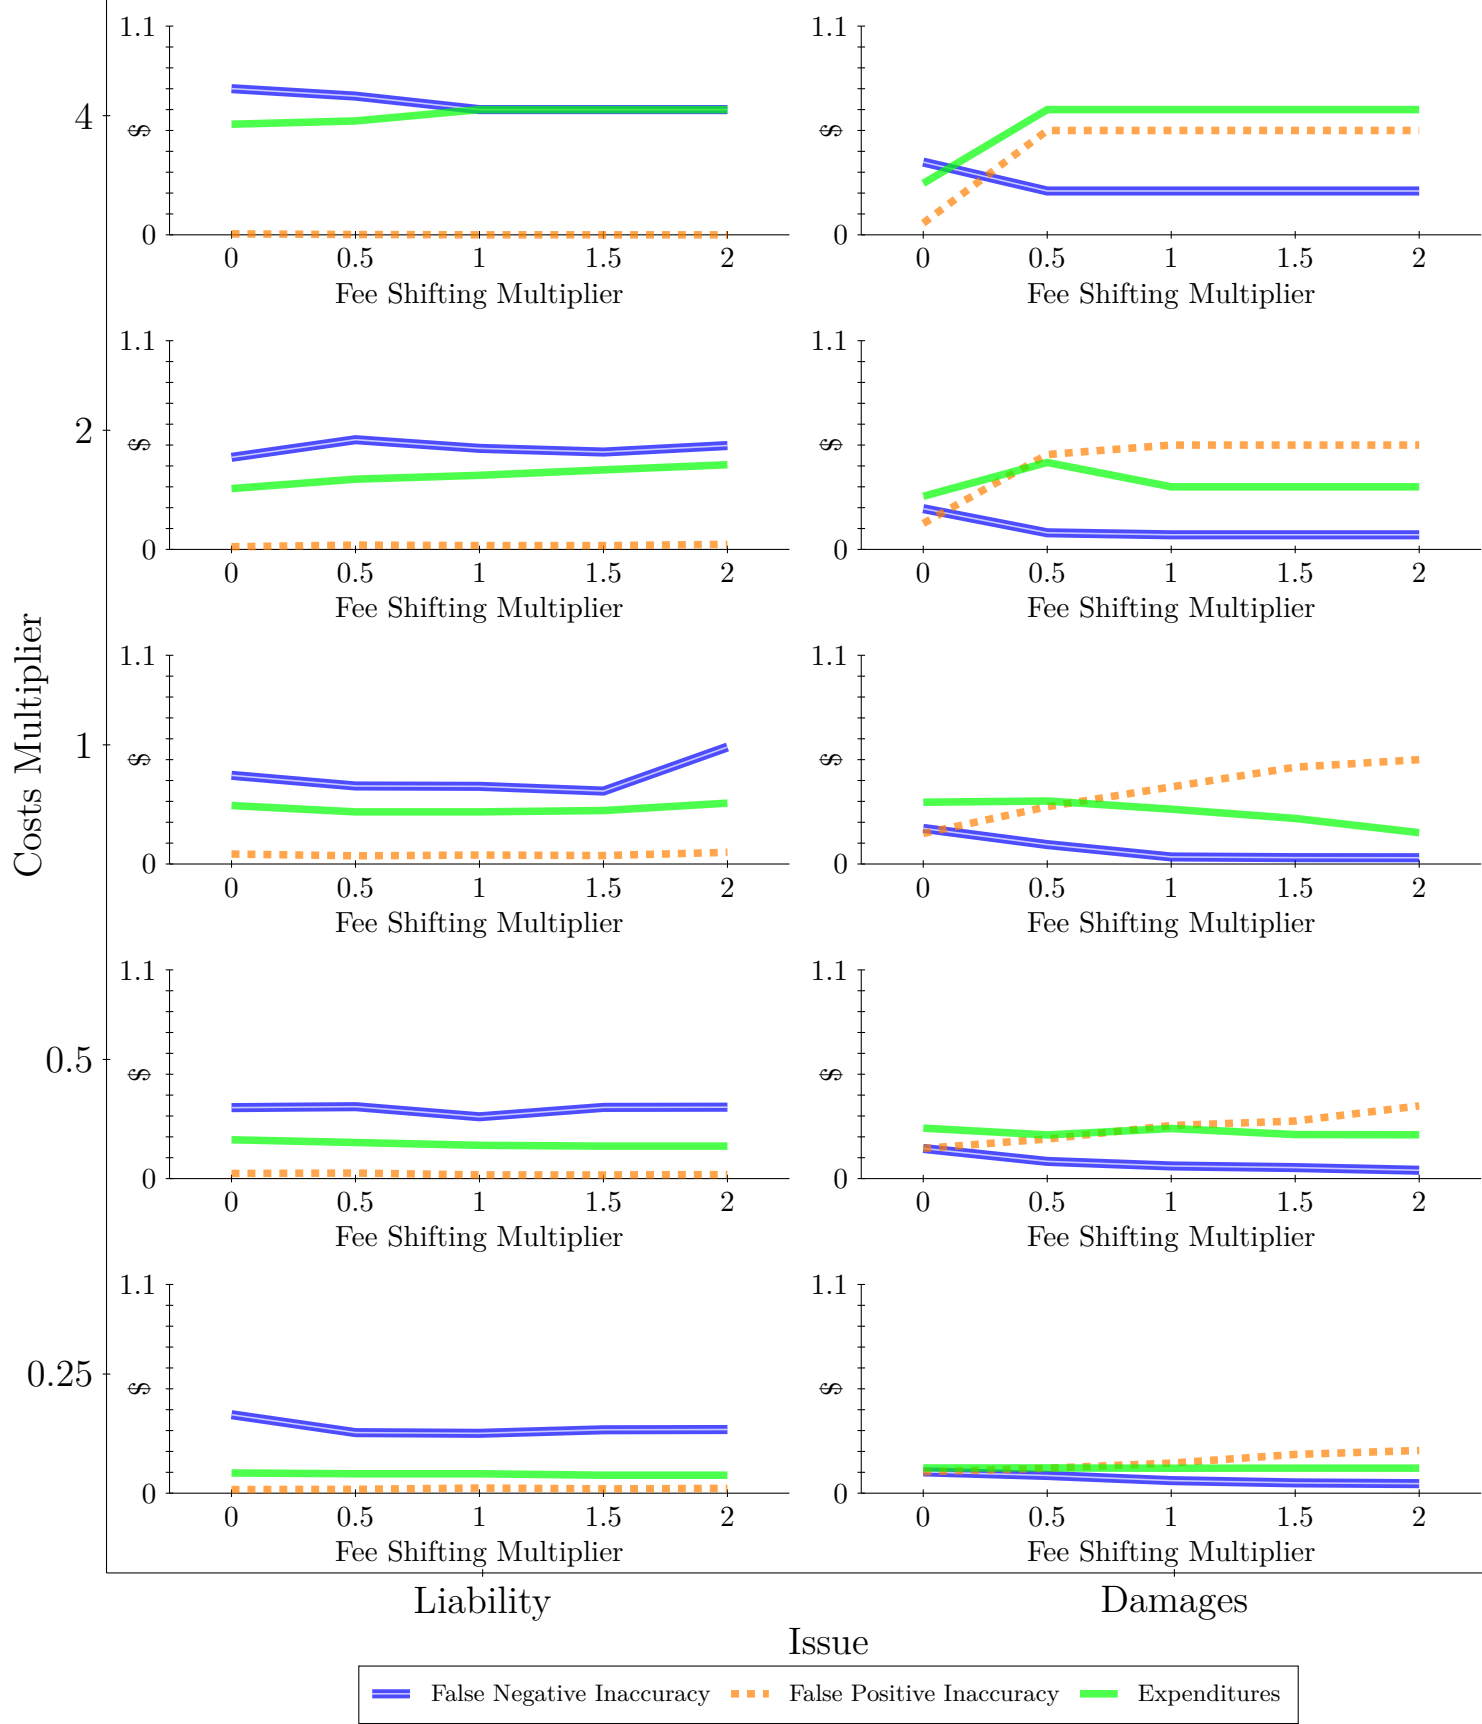 Costs Multiplier
4
1.1
$
0
0 0.5 1 1.5 2
Fee Shifting Multiplier
1.1
$
0
0 0.5 1 1.5 2
Fee Shifting Multiplier
2
1.1
$
0
0 0.5 1 1.5 2
Fee Shifting Multiplier
1.1
$
0
0 0.5 1 1.5 2
Fee Shifting Multiplier
1
1.1
$
0
0 0.5 1 1.5 2
Fee Shifting Multiplier
1.1
$
0
0 0.5 1 1.5 2
Fee Shifting Multiplier
0.5
1.1
$
0
0 0.5 1 1.5 2
Fee Shifting Multiplier
1.1
$
0
0 0.5 1 1.5 2
Fee Shifting Multiplier
0.25
1.1
$
0
0 0.5 1 1.5 2
Fee Shifting Multiplier
1.1
$
0
0 0.5 1 1.5 2
Fee Shifting Multiplier
Liability Damages
Issue
False Negative Inaccuracy False Positive Inaccuracy Expenditures